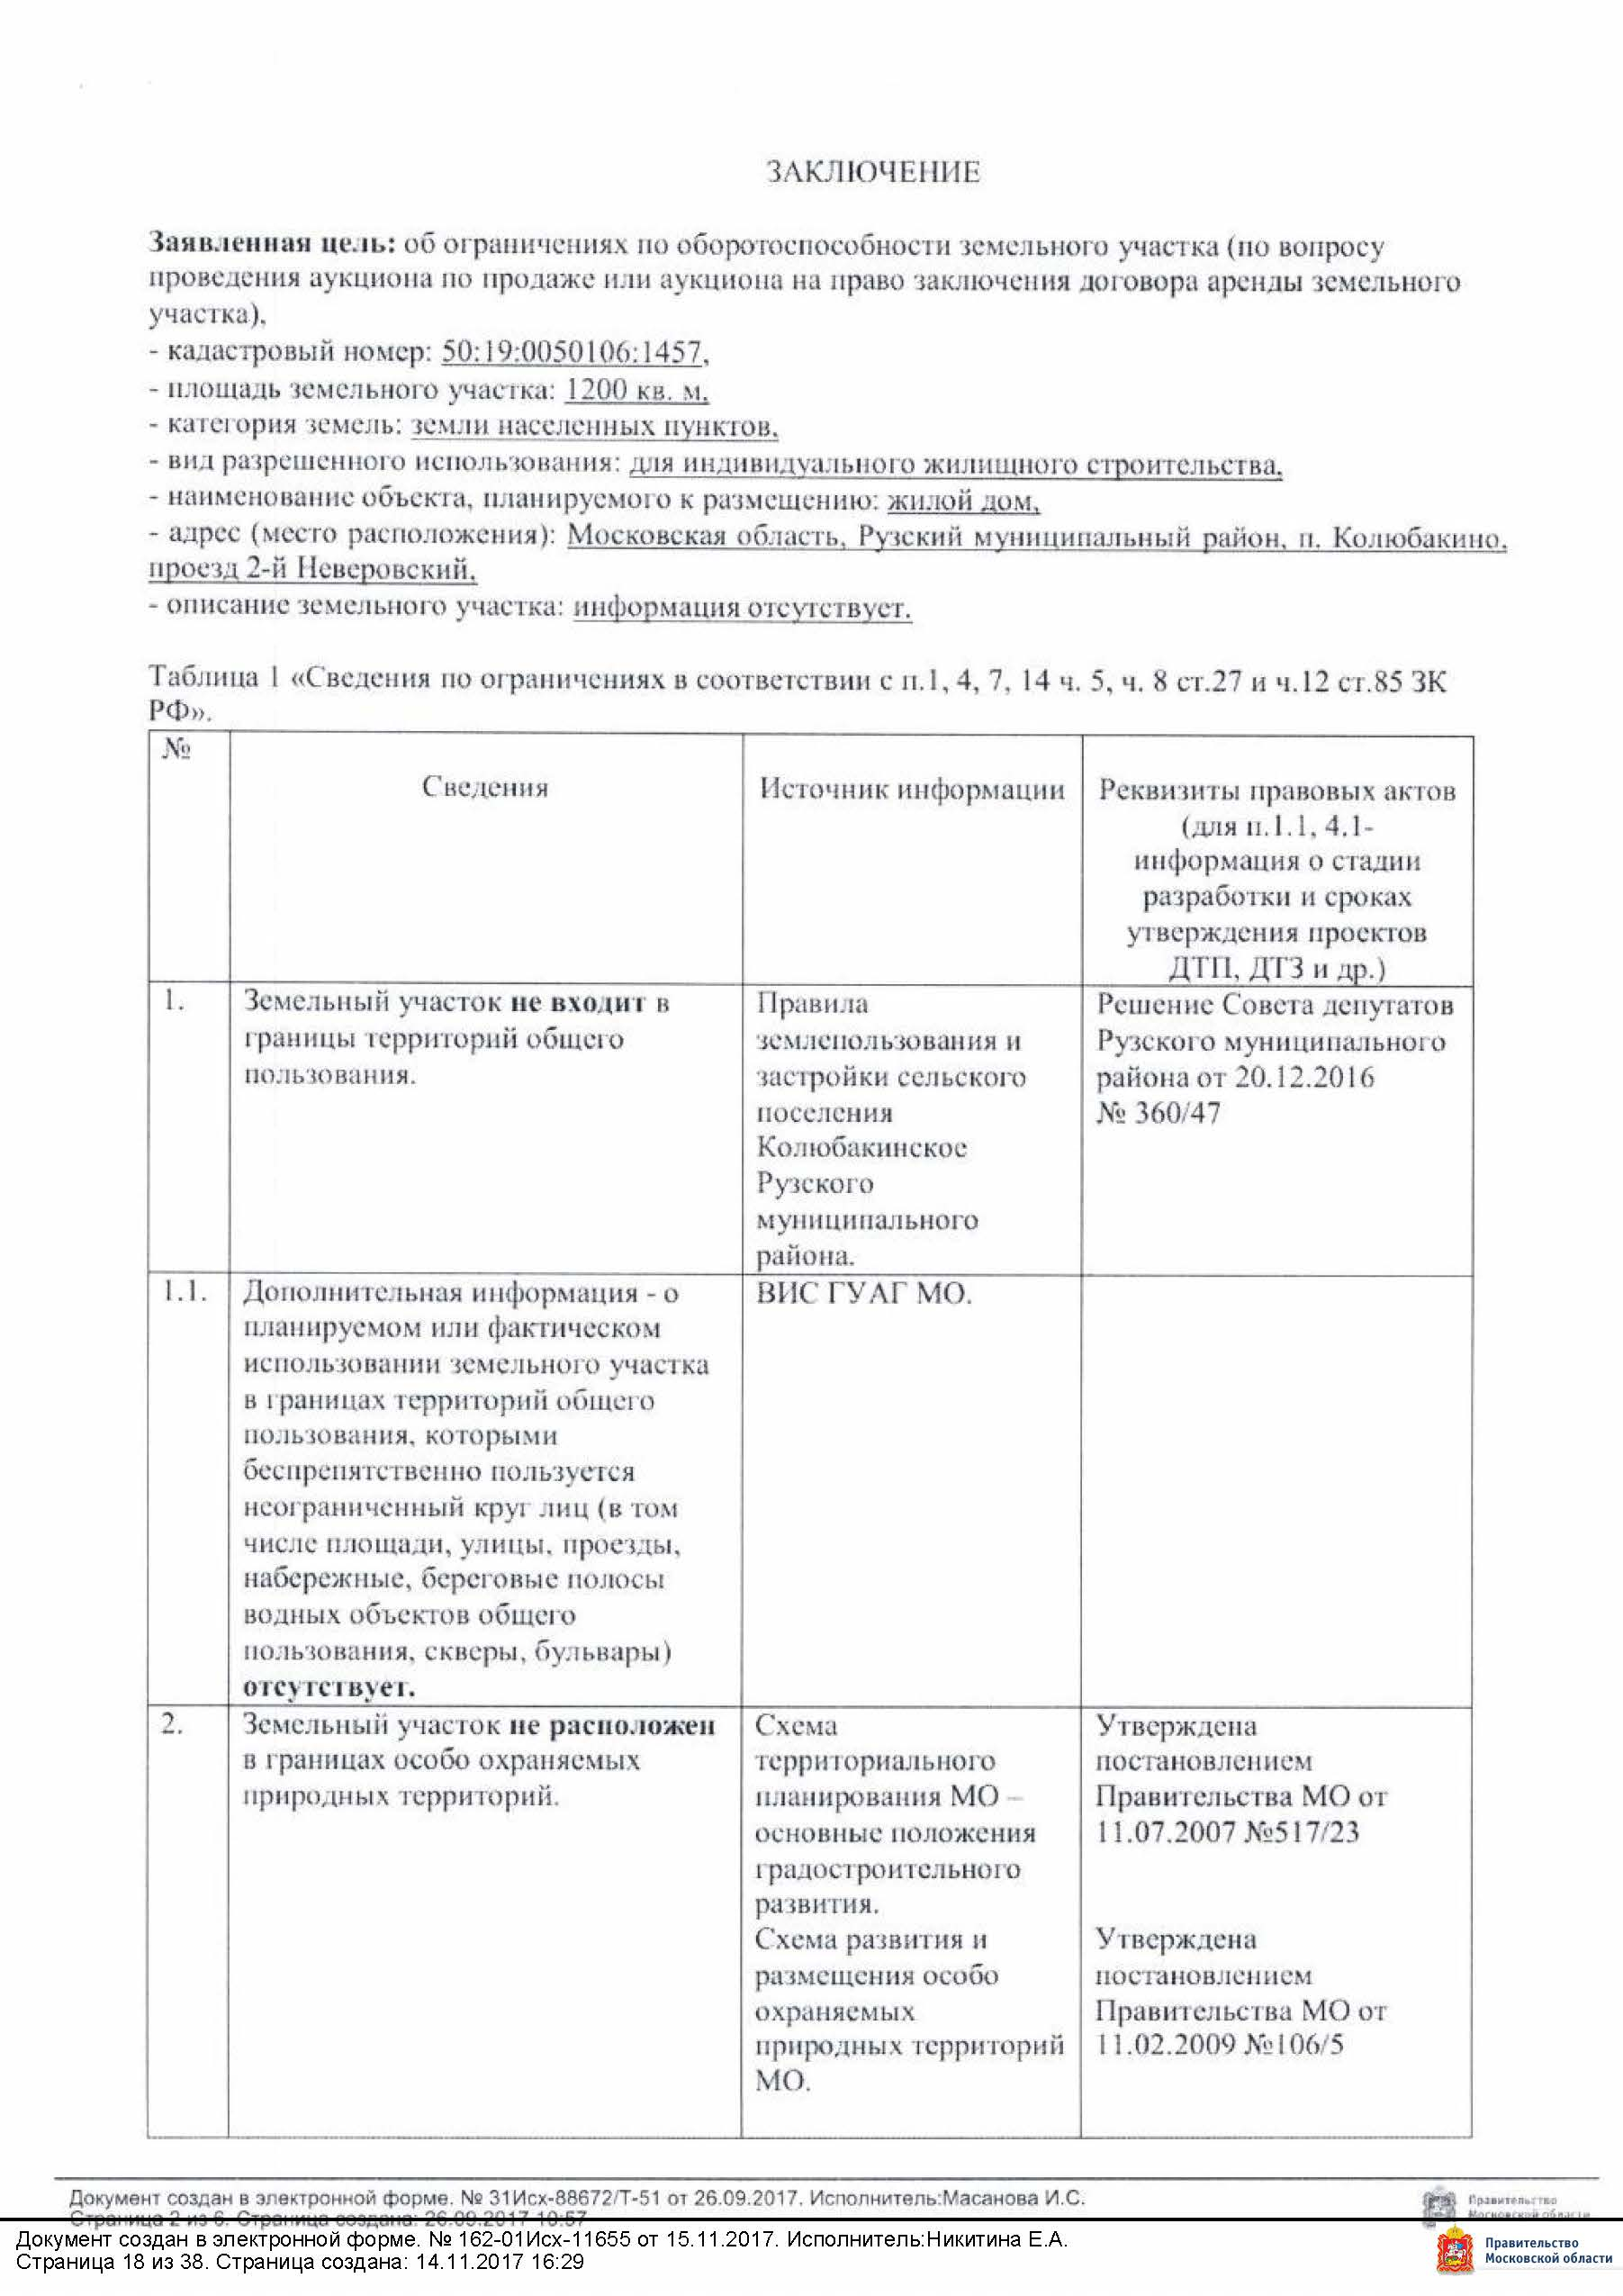 ЗАКЛЮЧЕНИЕ
Заявленная цель: об ограничениях по оборотоспособности земельного участка (по вопросу
проведения аукциона по продаже или аукциона на право заключения договора аренды земельного
участка),
- кадастровый номер: 50:19:0050106:1457,
- площадь земельного участка: 1200 кв. м,
- категория земель: земли населенных пунктов,
- вид разрешенного использования: для индивидуального жилищного строительства,
- наименование объекта, планируемого к размещению: жилой дом,
- адрес (место расположения): Московская область, Рузский муниципальный район, п. Колюбакино,
проезд 2-й Неверовский,
- описание земельного участка: информация отсутствует.
Таблица 1 «Сведения по ограничениях в соответствии с п.1, 4, 7, 14 ч. 5, ч. 8 ст.27 и ч.12 ст.85 ЗК
РФ».
№
Сведения
Источник информации
Реквизиты правовых актов
(для п.1.1, 4.1-
информация о стадии
разработки и сроках
утверждения проектов
ДТП, ДТЗ и др.)
1.
Земельный участок не входит в
границы территорий общего
пользования.
Правила
землепользования и
застройки сельского
поселения
Колюбакинское
Рузского
муниципального
района.
Решение Совета депутатов
Рузского муниципального
района от 20.12.2016
№ 360/47
1.1.
Дополнительная информация - о
планируемом или фактическом
использовании земельного участка
в границах территорий общего
пользования, которыми
беспрепятственно пользуется
неограниченный круг лиц (в том
числе площади, улицы, проезды,
набережные, береговые полосы
водных объектов общего
пользования, скверы, бульвары)
отсутствует.
ВИС ГУАГ МО.
2.
Земельный участок не расположен
в границах особо охраняемых
природных территорий.
Схема
территориального
планирования МО –
основные положения
градостроительного
развития.
Схема развития и
размещения особо
охраняемых
природных территорий
МО.
Утверждена
постановлением
Правительства МО от
11.07.2007 №517/23
Утверждена
постановлением
Правительства МО от
11.02.2009 №106/5
Документ создан в электронной форме. № 31Исх-88672/Т-51 от 26.09.2017. Исполнитель:Масанова И.С.
Страница 2 из 6. Страница создана: 26.09.2017 10:57
Правительство
Московской области
Документ создан в электронной форме. № 162-01Исх-11655 от 15.11.2017. Исполнитель:Никитина Е.А.
Страница 18 из 38. Страница создана: 14.11.2017 16:29
Правительство
Московской области